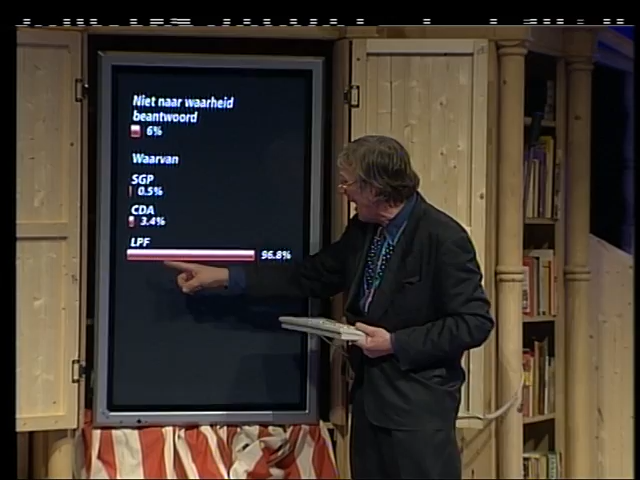 Niet naar waarheid
beantwoord
6%
Waarvan
SGP
0.5%
CDA
3.4%
LPF
96.8%